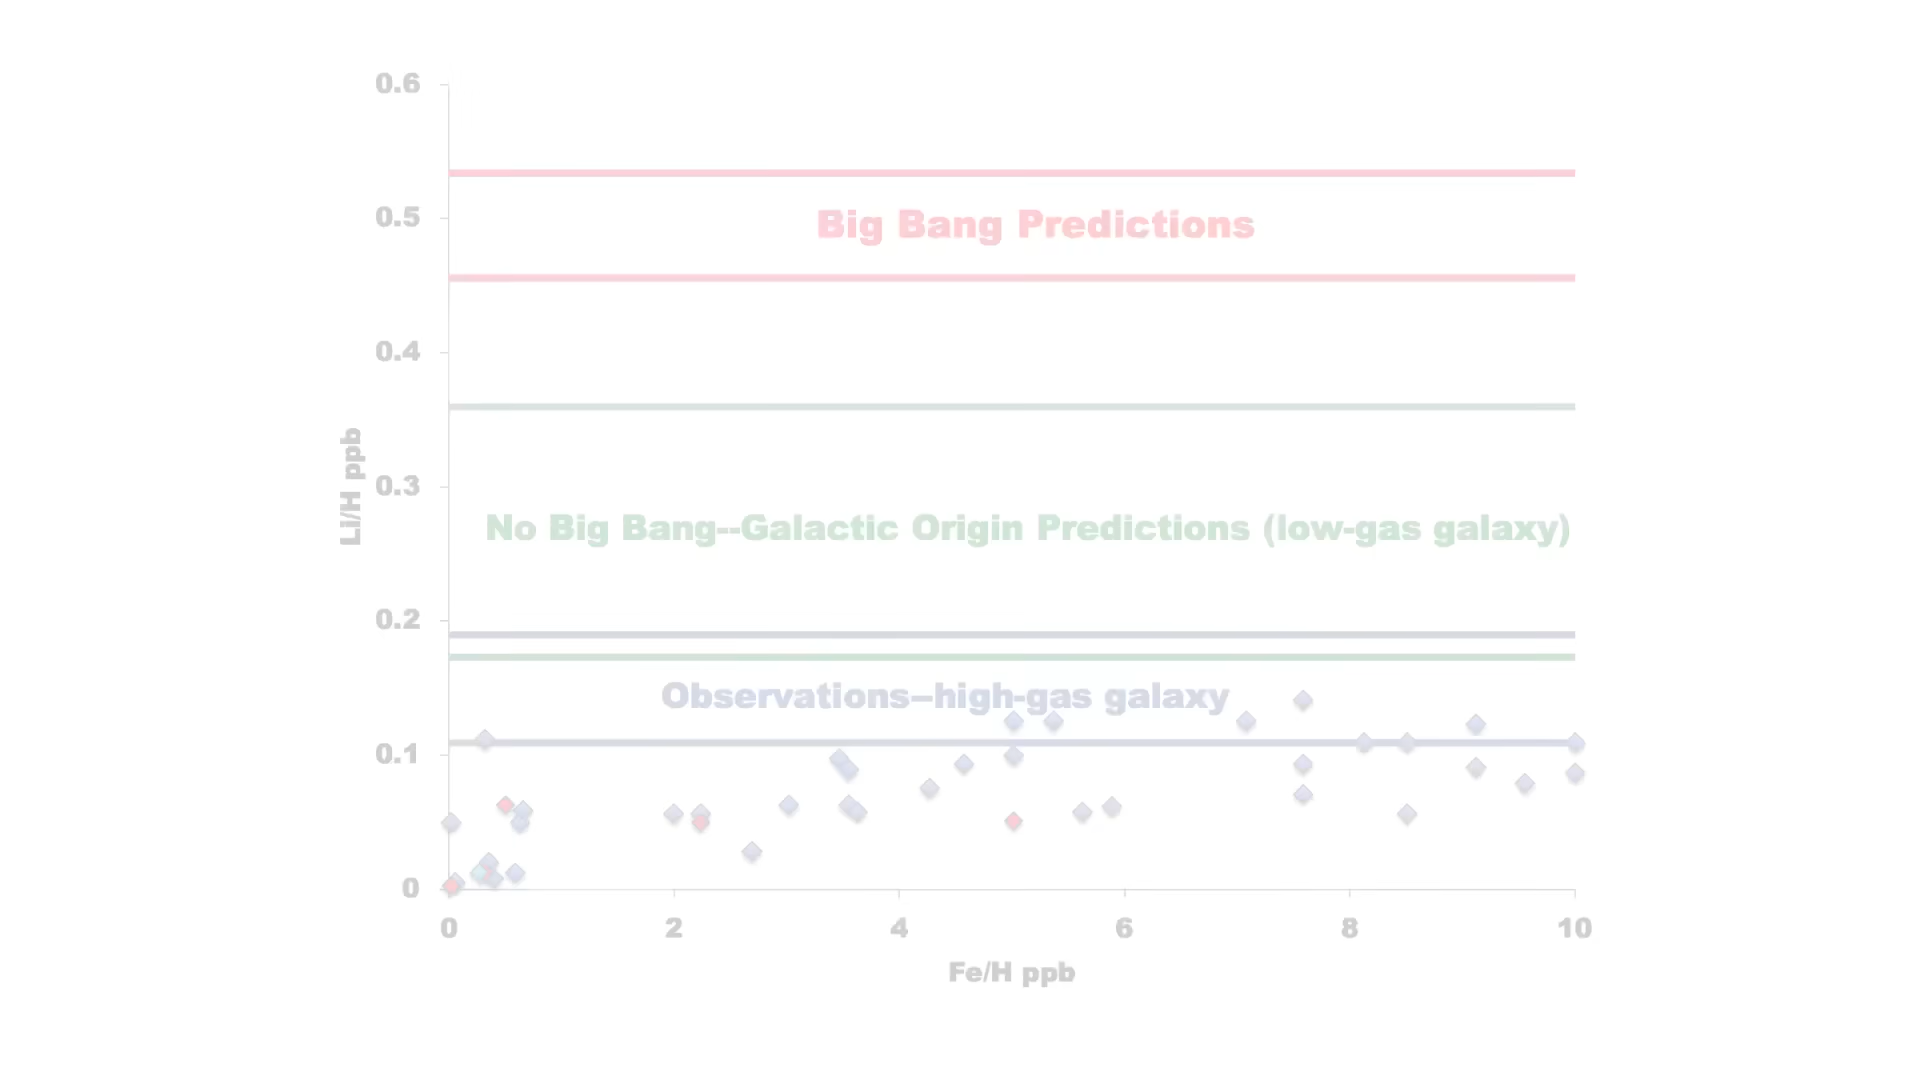 0.6
Big Bang Predictions
0.5
0.4
Li/H ppb
0.3
No Big Bang--Galactic Origin Predictions (low-gas galaxy)
0.2
Observations–high-gas galaxy
0.1
0
0 2 4 6 8 10
Fe/H ppb